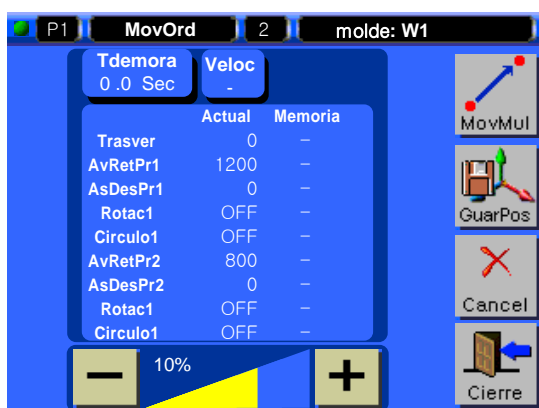 P1 MovOrd 2 molde: W1
Tdemora Veloc
0 .0 Sec -
Actual Memoria
Trasver 0 –
AvRetPr1 1200 –
AsDesPr1 0 –
Rotac1 OFF –
Circulo1 OFF –
AvRetPr2 800 –
AsDesPr2 0 –
Rotac1 OFF –
Circulo1 OFF –
10%
MovMul
GuarPos
Cancel
Cierre